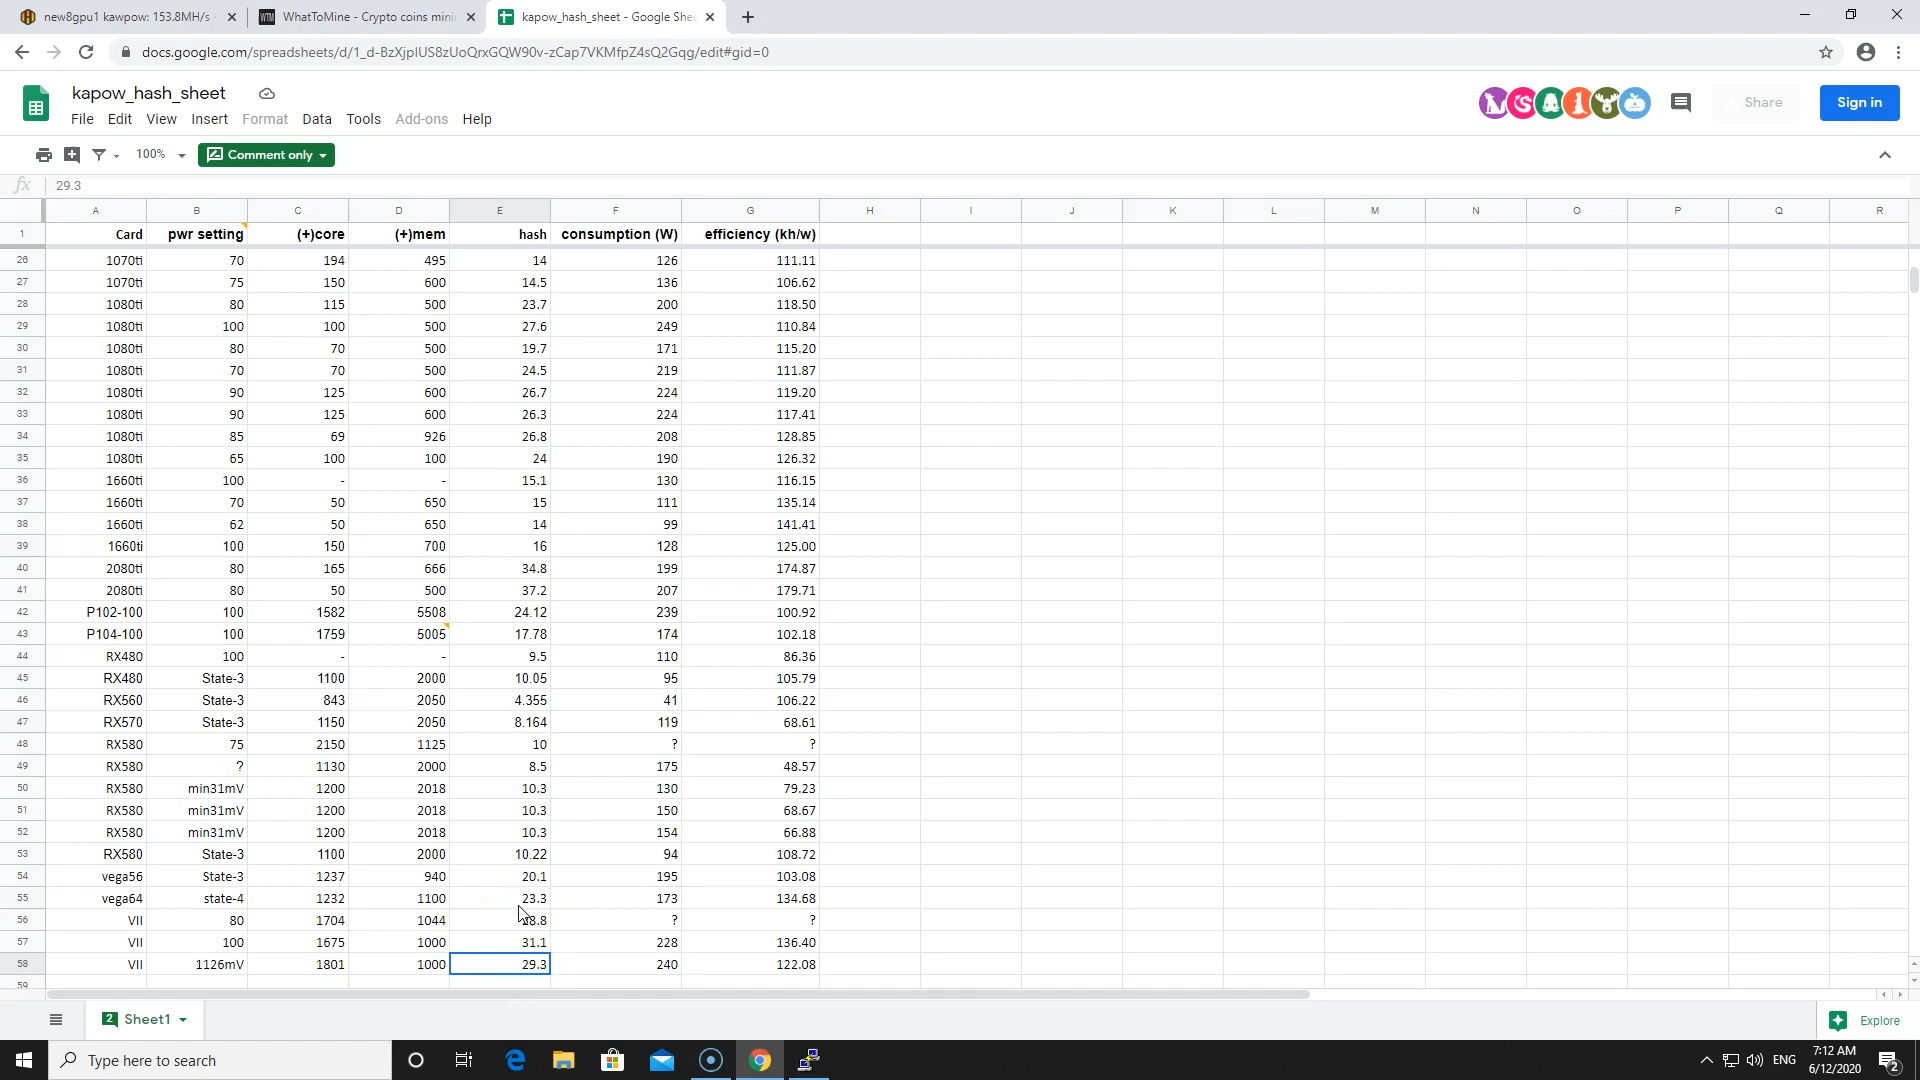 new8gpu1 kawpow: 153.8MH/s -
WhatToMine - Crypto coins mini
kapow_hash_sheet - Google She
docs.google.com/spreadsheets/d/1_d-BzXjpIUS8zUoQrxGQW90v-zCap7VKMfpZ4sQ2Gqg/edit#gid=0
kapow_hash_sheet
Share
Sign in
File Edit View Insert Format Data Tools Add-ons Help
100% Comment only
fx 29.3
A B C D E F G H I J K L M N O P Q R
1 Card pwr setting (+)core (+)mem hash consumption (W) efficiency (kh/w)
26 1070ti 70 194 495 14 126 111.11
27 1070ti 75 150 600 14.5 136 106.62
28 1080ti 80 115 500 23.7 200 118.50
29 1080ti 100 100 500 27.6 249 110.84
30 1080ti 80 70 500 19.7 171 115.20
31 1080ti 70 70 500 24.5 219 111.87
32 1080ti 90 125 600 26.7 224 119.20
33 1080ti 90 125 600 26.3 224 117.41
34 1080ti 85 69 926 26.8 208 128.85
35 1080ti 65 100 100 24 190 126.32
36 1660ti 100 - - 15.1 130 116.15
37 1660ti 70 50 650 15 111 135.14
38 1660ti 62 50 650 14 99 141.41
39 1660ti 100 150 700 16 128 125.00
40 2080ti 80 165 666 34.8 199 174.87
41 2080ti 80 50 500 37.2 207 179.71
42 P102-100 100 1582 5508 24.12 239 100.92
43 P104-100 100 1759 5005 17.78 174 102.18
44 RX480 100 - - 9.5 110 86.36
45 RX480 State-3 1100 2000 10.05 95 105.79
46 RX560 State-3 843 2050 4.355 41 106.22
47 RX570 State-3 1150 2050 8.164 119 68.61
48 RX580 75 2150 1125 10 ? ?
49 RX580 ? 1130 2000 8.5 175 48.57
50 RX580 min31mV 1200 2018 10.3 130 79.23
51 RX580 min31mV 1200 2018 10.3 150 68.67
52 RX580 min31mV 1200 2018 10.3 154 66.88
53 RX580 State-3 1100 2000 10.22 94 108.72
54 vega56 State-3 1237 940 20.1 195 103.08
55 vega64 state-4 1232 1100 23.3 173 134.68
56 VII 80 1704 1044 ? ?
57 VII 100 1675 1000 31.1 228 136.40
58 VII 1126mV 1801 1000 29.3 240 122.08
59
2 Sheet1
Explore
Type here to search
ENG
7:12 AM
6/12/2020
2